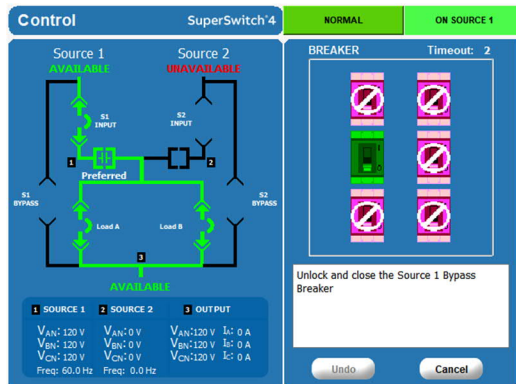 Control
SuperSwitch'4
NORMAL
ON SOURCE 1
Source 1
AVAILABLE
Source 2
UNAVAILABLE
S1
INPUT
S2
INPUT
1
2
Preferred
S1
BYPASS
S2
BYPASS
Load A
Load B
3
AVAILABLE
1 SOURCE 1
VAN: 120 V
VBN: 120 V
VCN: 120 V
Freq: 60.0 Hz
2 SOURCE 2
VAN: 0 V
VBN: 0 V
VCN: 0 V
Freq: 0.0 Hz
3 OUTPUT
VAN: 120 V IA: 0 A
VBN: 120 V IB: 0 A
VCN: 120 V IC: 0 A
BREAKER
Timeout: 2
Unlock and close the Source 1 Bypass
Breaker
Undo
Cancel